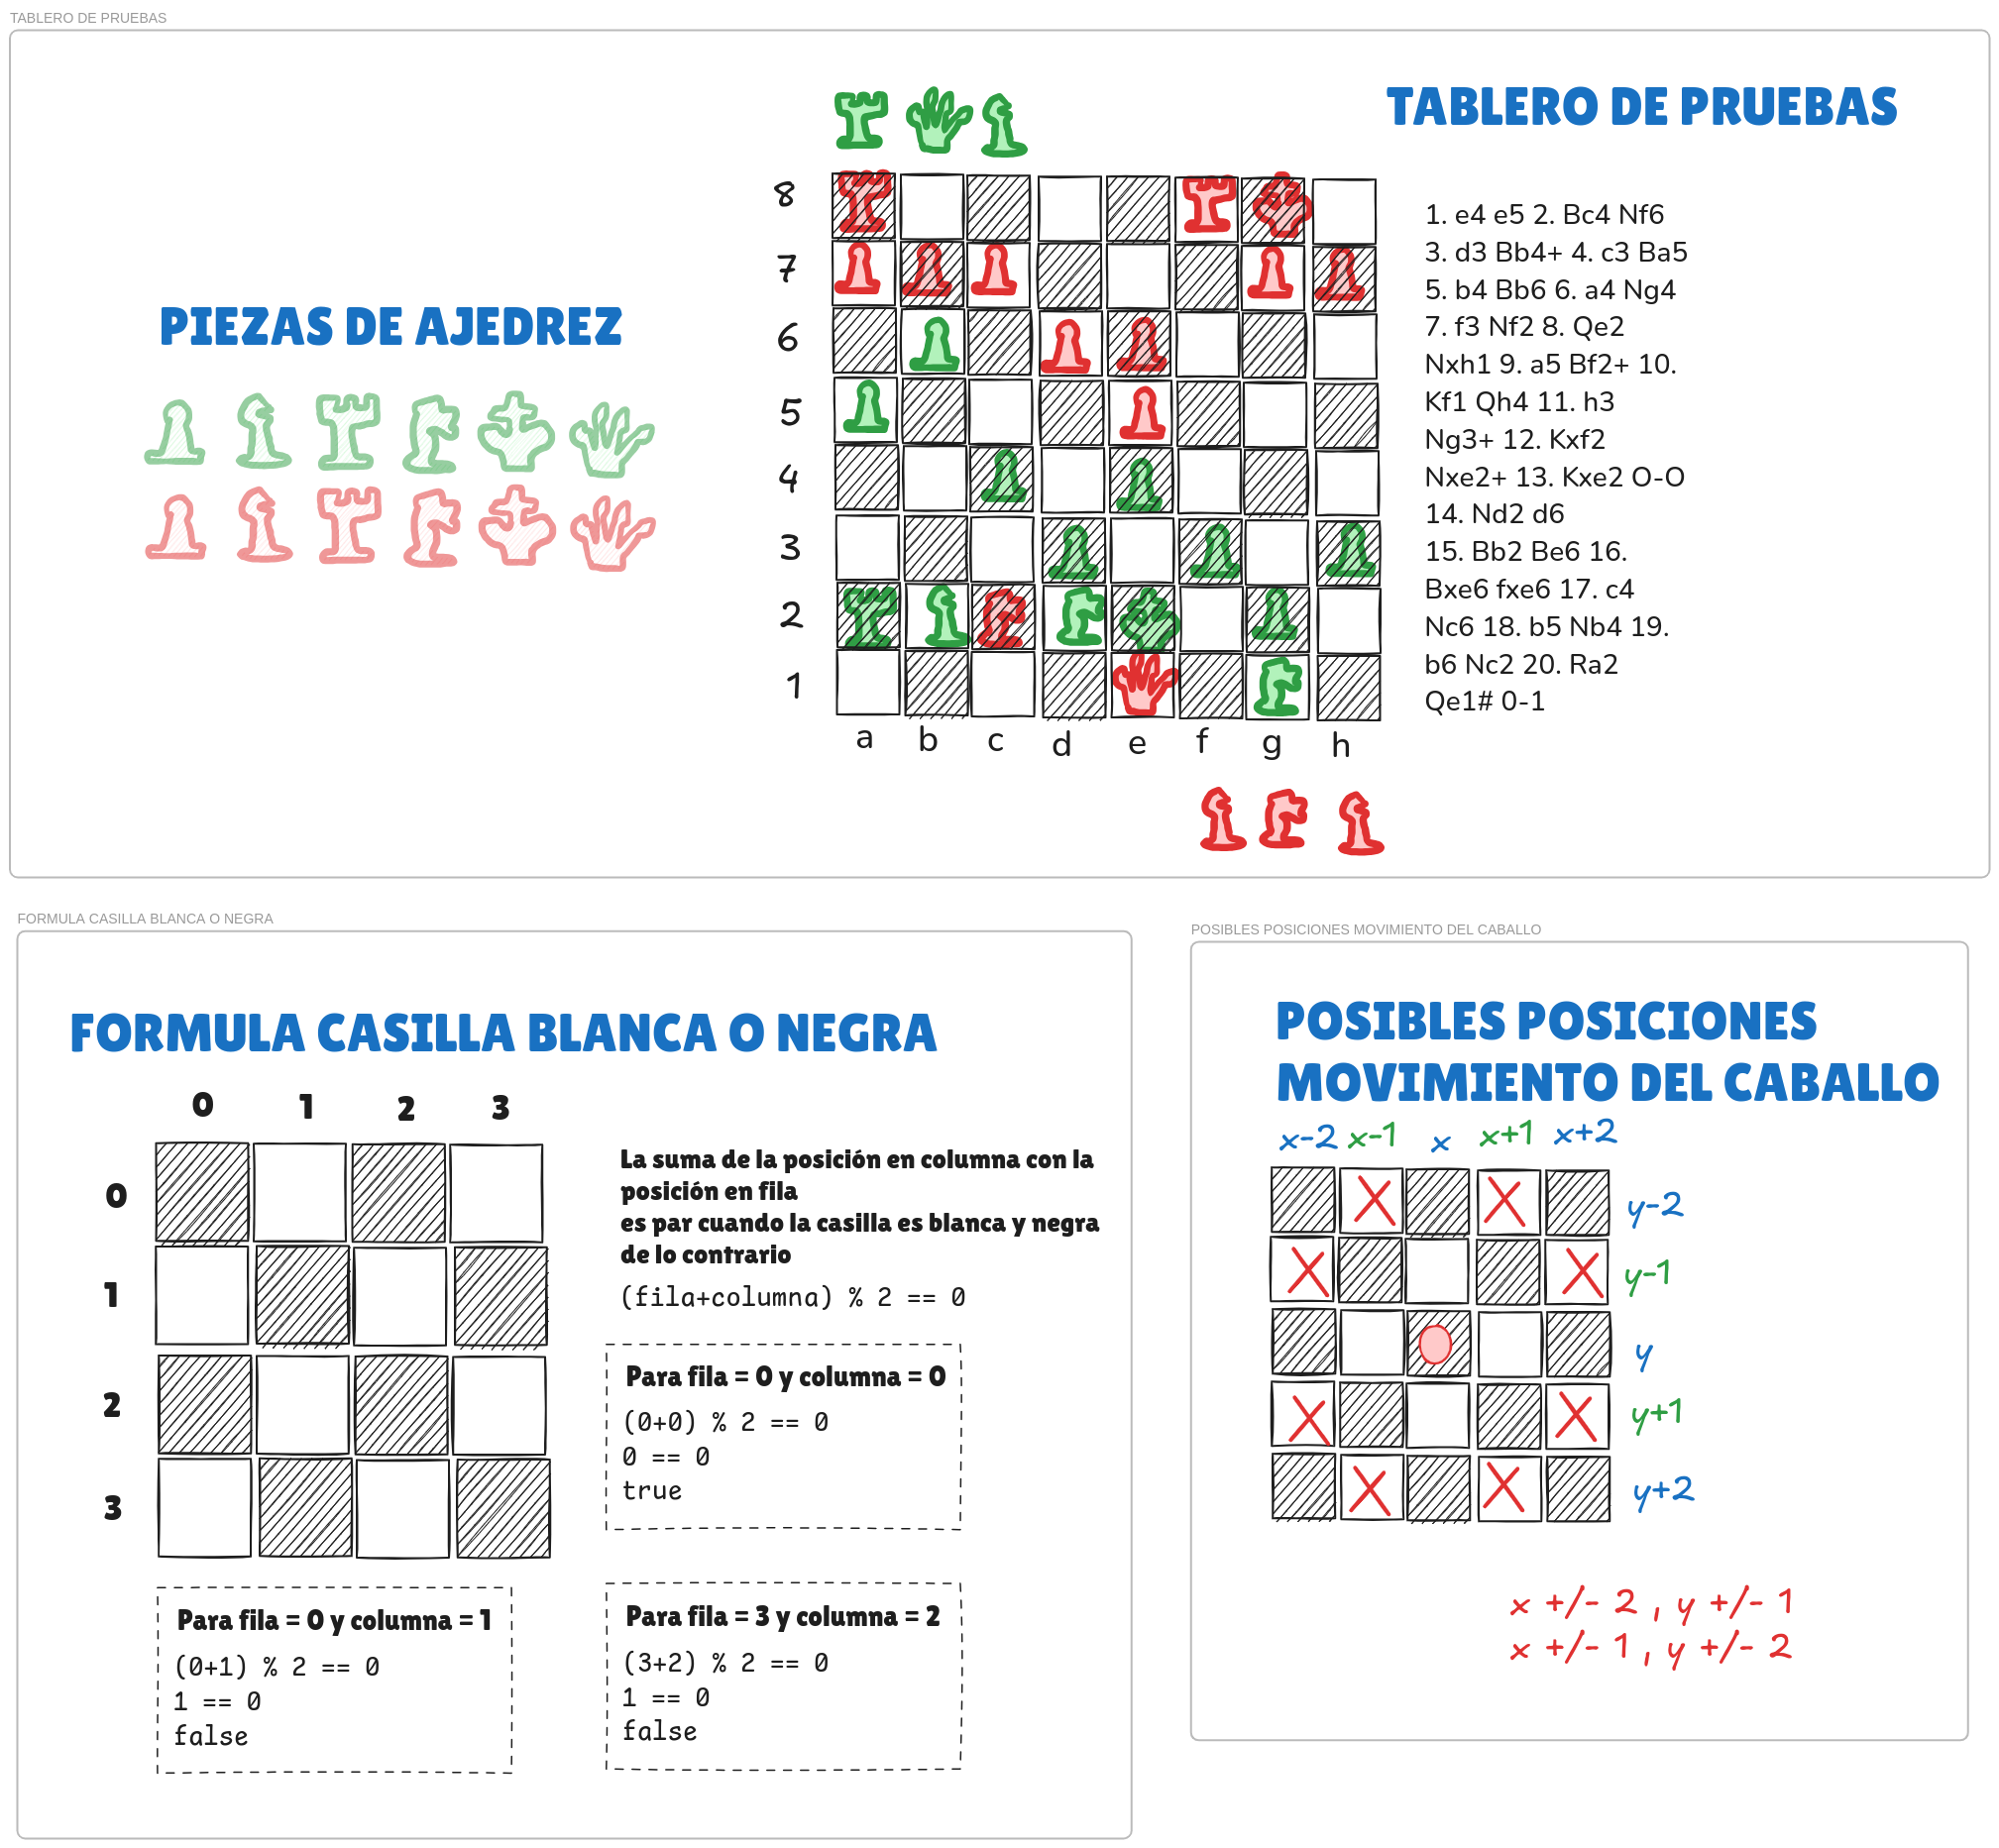 TABLERO DE PRUEBAS
TABLERO DE PRUEBAS
PIEZAS DE AJEDREZ
8
7
6
5
4
3
2
1
a b c d e f g h
1. e4 e5 2. Bc4 Nf6
3. d3 Bb4+ 4. c3 Ba5
5. b4 Bb6 6. a4 Ng4
7. f3 Nf2 8. Qe2
Nxh1 9. a5 Bf2+ 10.
Kf1 Qh4 11. h3
Ng3+ 12. Kxf2
Nxe2+ 13. Kxe2 O-O
14. Nd2 d6
15. Bb2 Be6 16.
Bxe6 fxe6 17. c4
Nc6 18. b5 Nb4 19.
b6 Nc2 20. Ra2
Qe1# 0-1
FORMULA CASILLA BLANCA O NEGRA
FORMULA CASILLA BLANCA O NEGRA
0 1 2 3
0
1
2
3
La suma de la posición en columna con la
posición en fila
es par cuando la casilla es blanca y negra
de lo contrario
(fila+columna) % 2 == 0
Para fila = 0 y columna = 0
(0+0) % 2 == 0
0 == 0
true
Para fila = 0 y columna = 1
(0+1) % 2 == 0
1 == 0
false
Para fila = 3 y columna = 2
(3+2) % 2 == 0
1 == 0
false
POSIBLES POSICIONES MOVIMIENTO DEL CABALLO
POSIBLES POSICIONES
MOVIMIENTO DEL CABALLO
x-2 x-1 x x+1 x+2
y-2
y-1
y
y+1
y+2
x +/- 2 , y +/- 1
x +/- 1 , y +/- 2